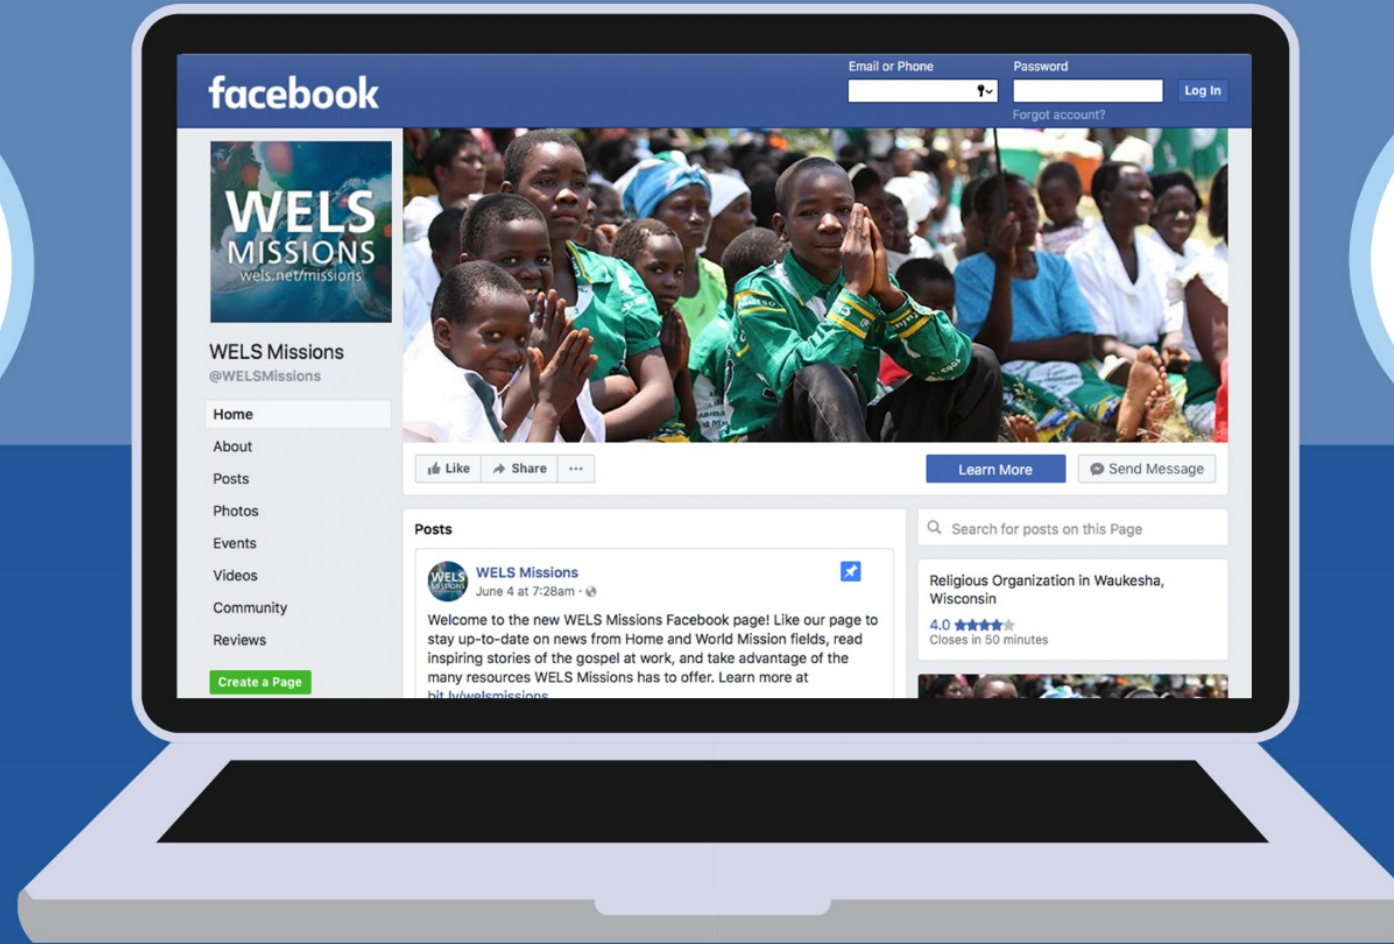 facebook
Email or Phone
Password
Log In
Forgot account?
WELS
MISSIONS
wels.net/missions
WELS Missions
@WELSMissions
Home
About
Posts
Photos
Events
Videos
Community
Reviews
Create a Page
Like
Share
Learn More
Send Message
Posts
WELS
MISSIONS
WELS Missions
June 4 at 7:28am ·
Welcome to the new WELS Missions Facebook page! Like our page to
stay up-to-date on news from Home and World Mission fields, read
inspiring stories of the gospel at work, and take advantage of the
many resources WELS Missions has to offer. Learn more at
bit.ly/welsmissions
Search for posts on this Page
Religious Organization in Waukesha,
Wisconsin
4.0
Closes in 50 minutes